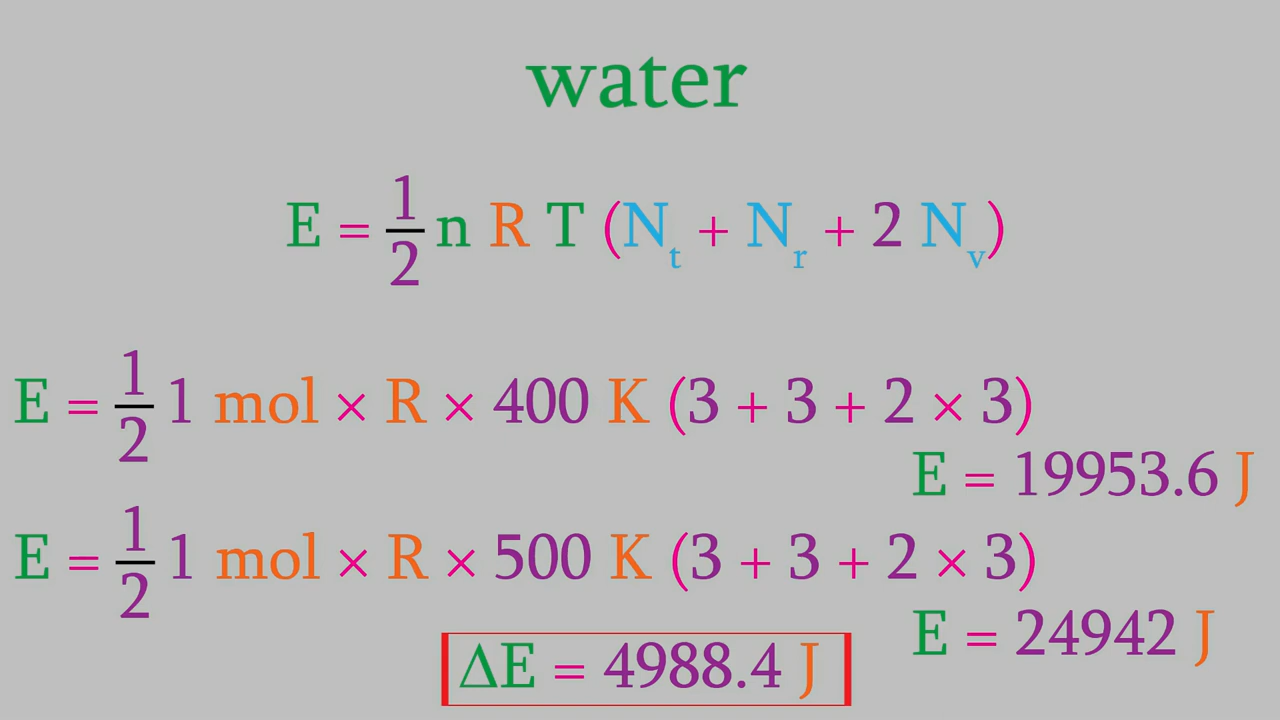 water
E = 1/2 n R T (Nₜ + Nᵣ + 2 Nᵥ)
E = 1/2 1 mol × R × 400 K (3 + 3 + 2 × 3)
E = 19953.6 J
E = 1/2 1 mol × R × 500 K (3 + 3 + 2 × 3)
E = 24942 J
ΔE = 4988.4 J